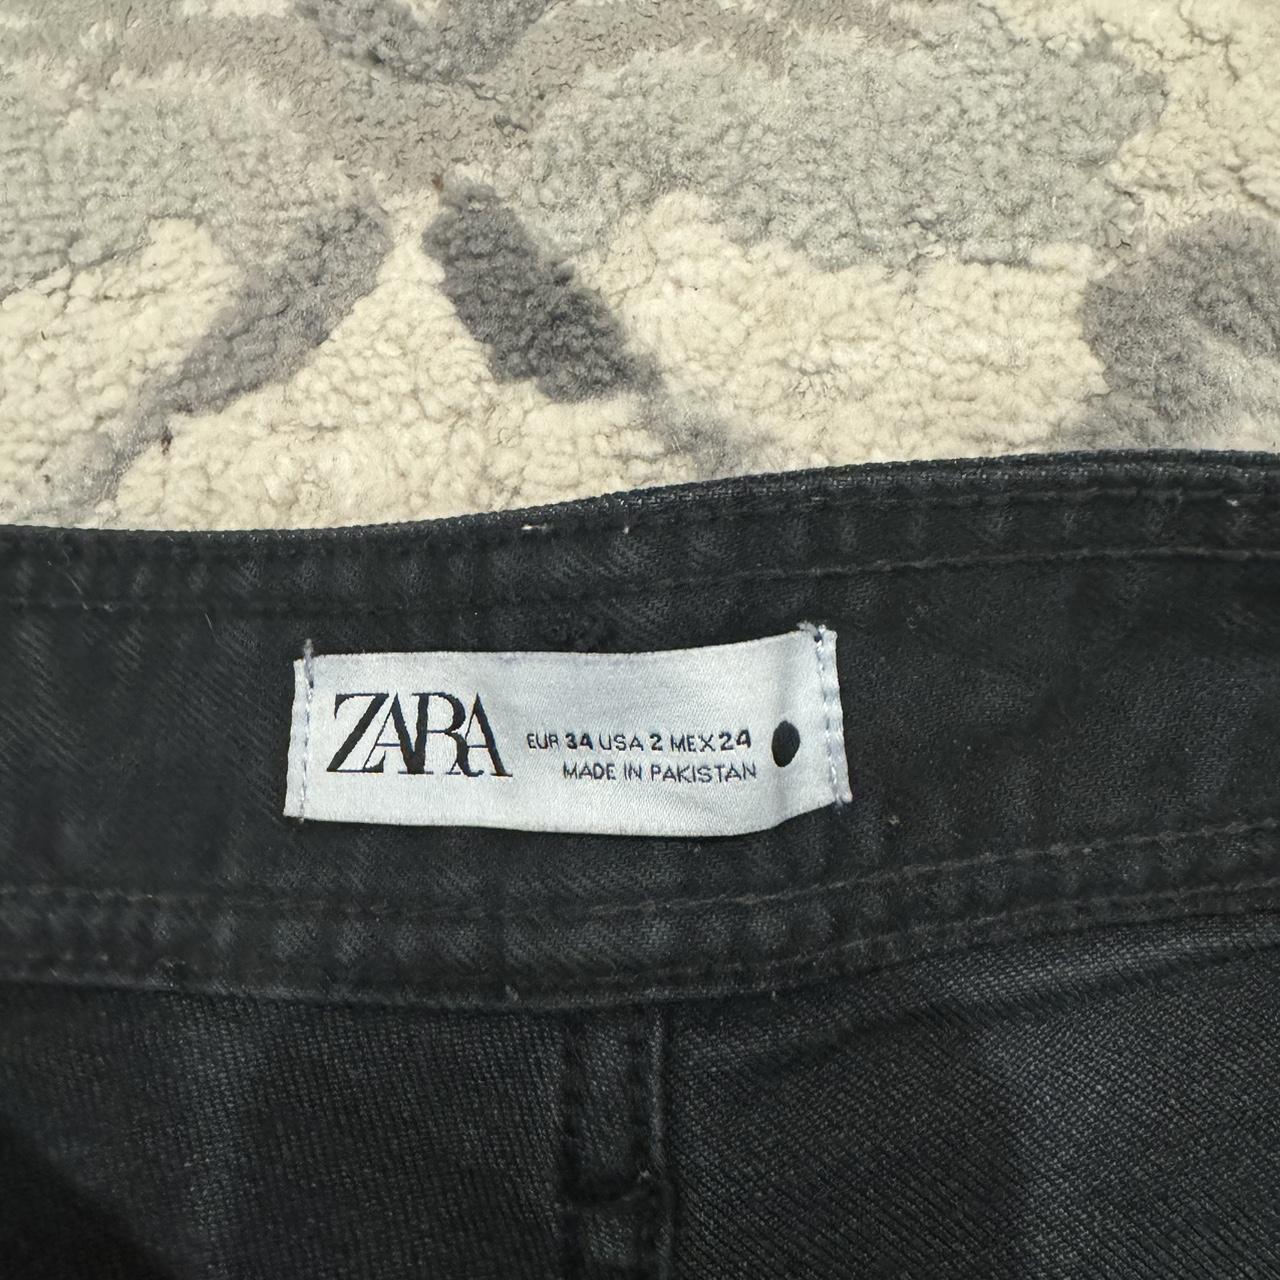 ZARA
EUR 34 USA 2 MEX 24
MADE IN PAKISTAN